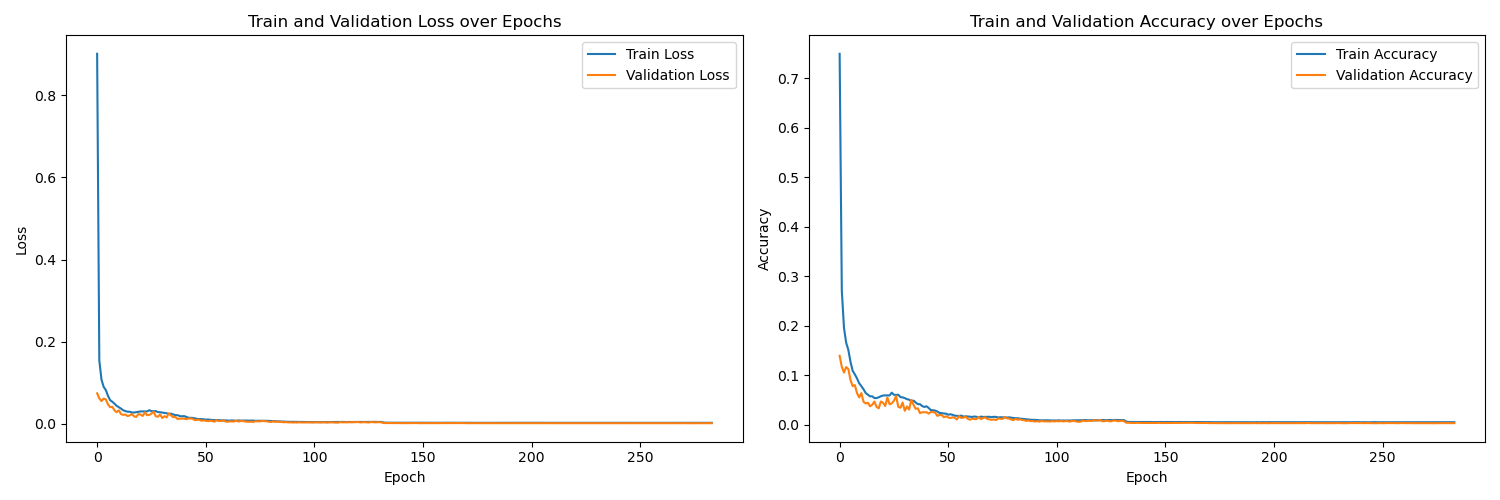 Train and Validation Loss over Epochs
Train Loss
Validation Loss
Loss
0.8
0.6
0.4
0.2
0.0
0
50
100
150
200
250
Epoch
Train and Validation Accuracy over Epochs
Train Accuracy
Validation Accuracy
Accuracy
0.7
0.6
0.5
0.4
0.3
0.2
0.1
0.0
0
50
100
150
200
250
Epoch